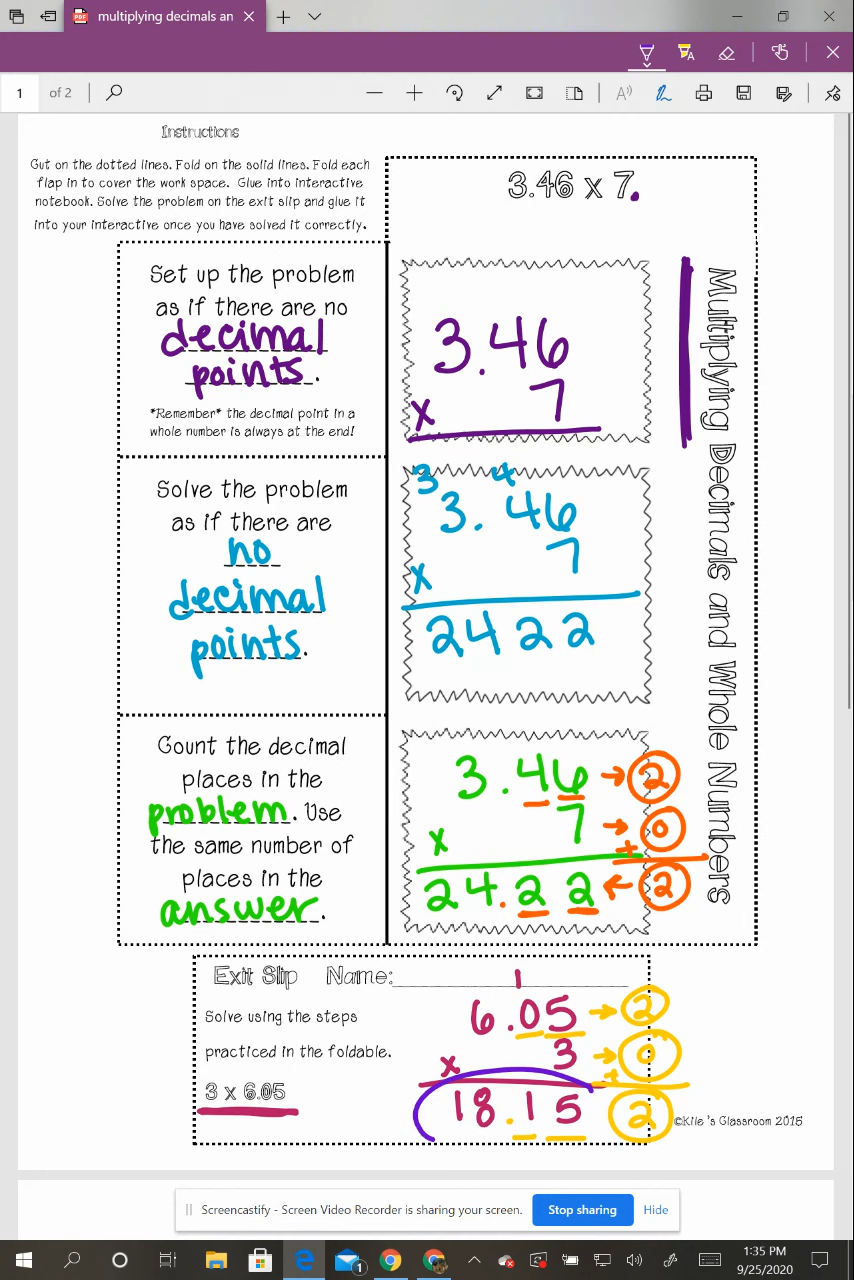 multiplying decimals an
1 of 2
Instructions
Cut on the dotted lines. Fold on the solid lines. Fold each
flap in to cover the work space. Glue into interactive
notebook. Solve the problem on the exit slip and glue it
into your interactive once you have solved it correctly.
3.46 x 7.
Set up the problem
as if there are no
decimal
points.
*Remember* the decimal point in a
whole number is always at the end!
3.46
x 7
Multiplying Decimals and Whole Numbers
Solve the problem
as if there are
no
decimal
points.
3 4
3.46
7
x
2422
Count the decimal
places in the
problem. Use
the same number of
places in the
answer.
3.46 → 2
7 → 0
x +
24.22 ← 2
Exit Slip Name:
Solve using the steps
practiced in the foldable.
3 x 6.05
1
6.05 → 2
x 3 → 0
+
18.15 2
©Kile's Classroom 2015
Screencastify - Screen Video Recorder is sharing your screen.
Stop sharing
Hide
1
1:35 PM
9/25/2020